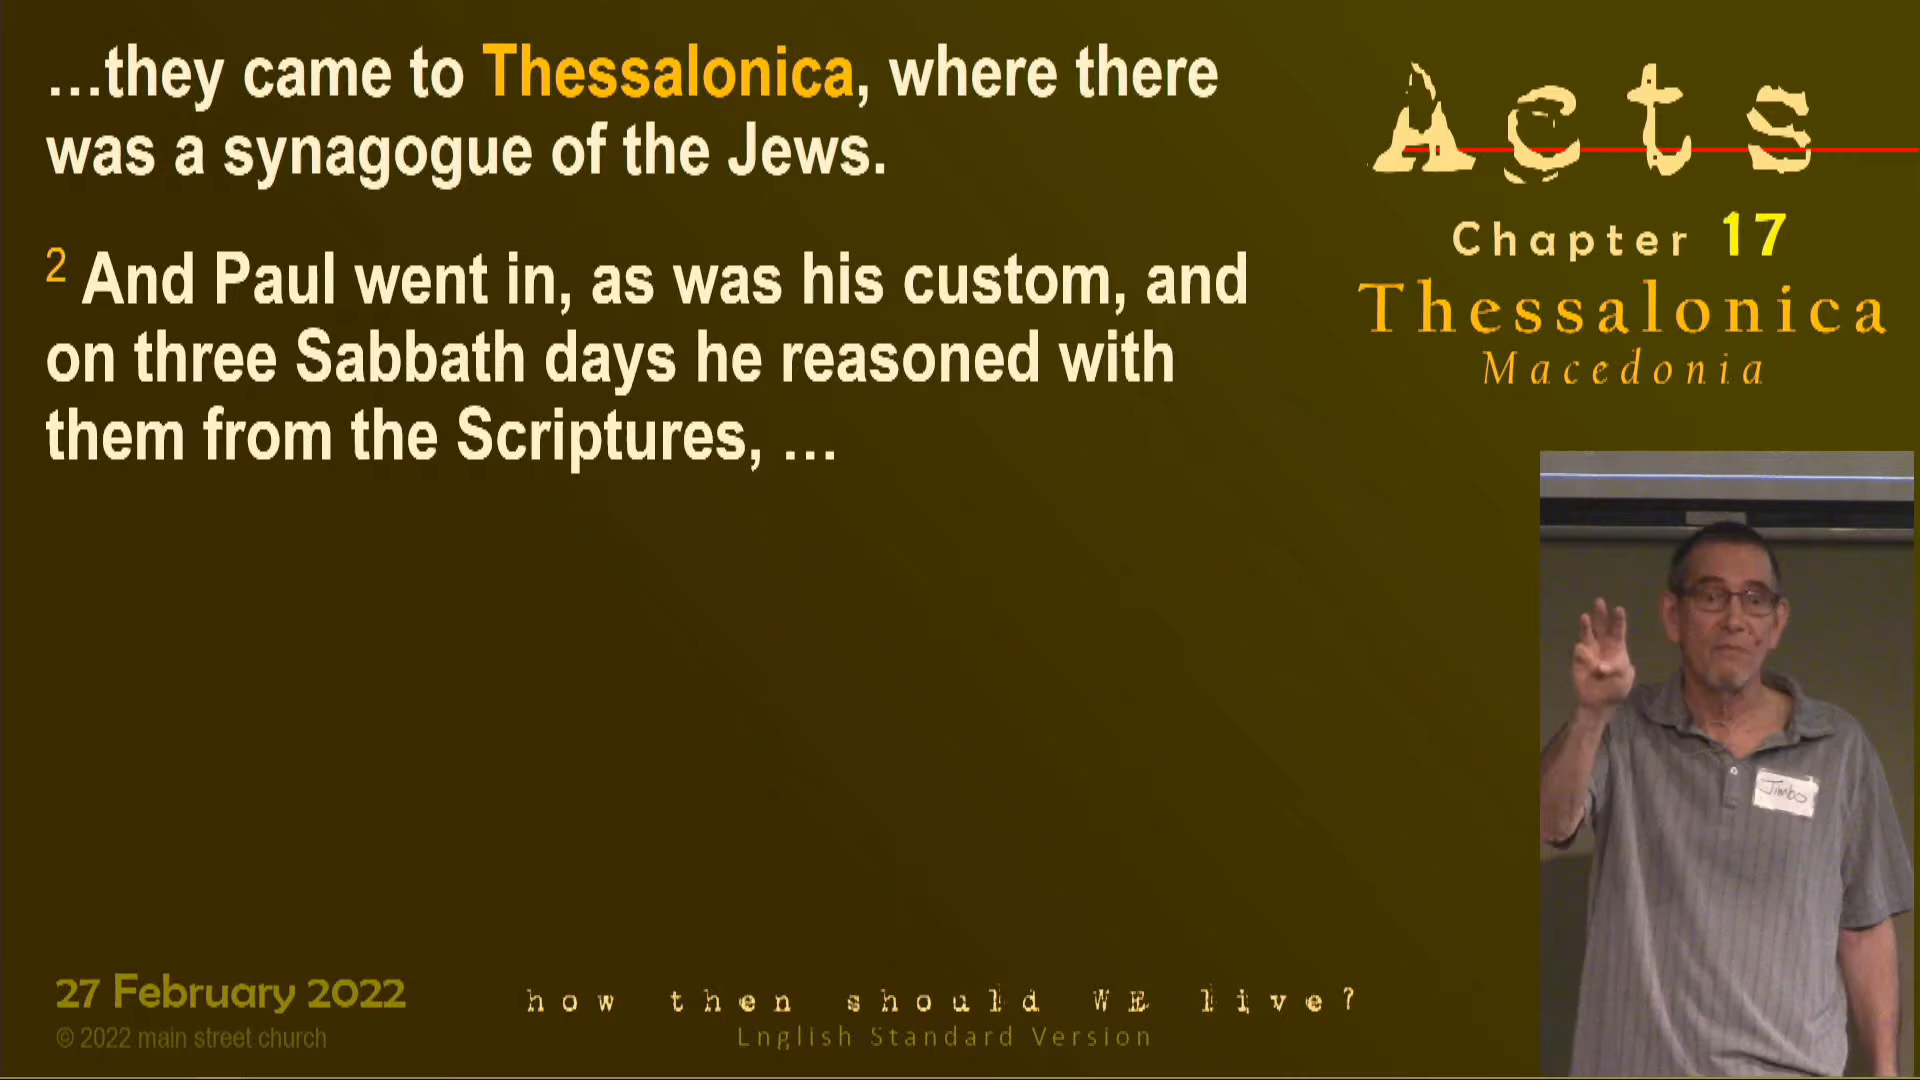 …they came to Thessalonica, where there
was a synagogue of the Jews.
2 And Paul went in, as was his custom, and
on three Sabbath days he reasoned with
them from the Scriptures, …
Acts
Chapter 17
Thessalonica
Macedonia
Jimbo
27 February 2022
© 2022 main street church
how then should WE live?
English Standard Version